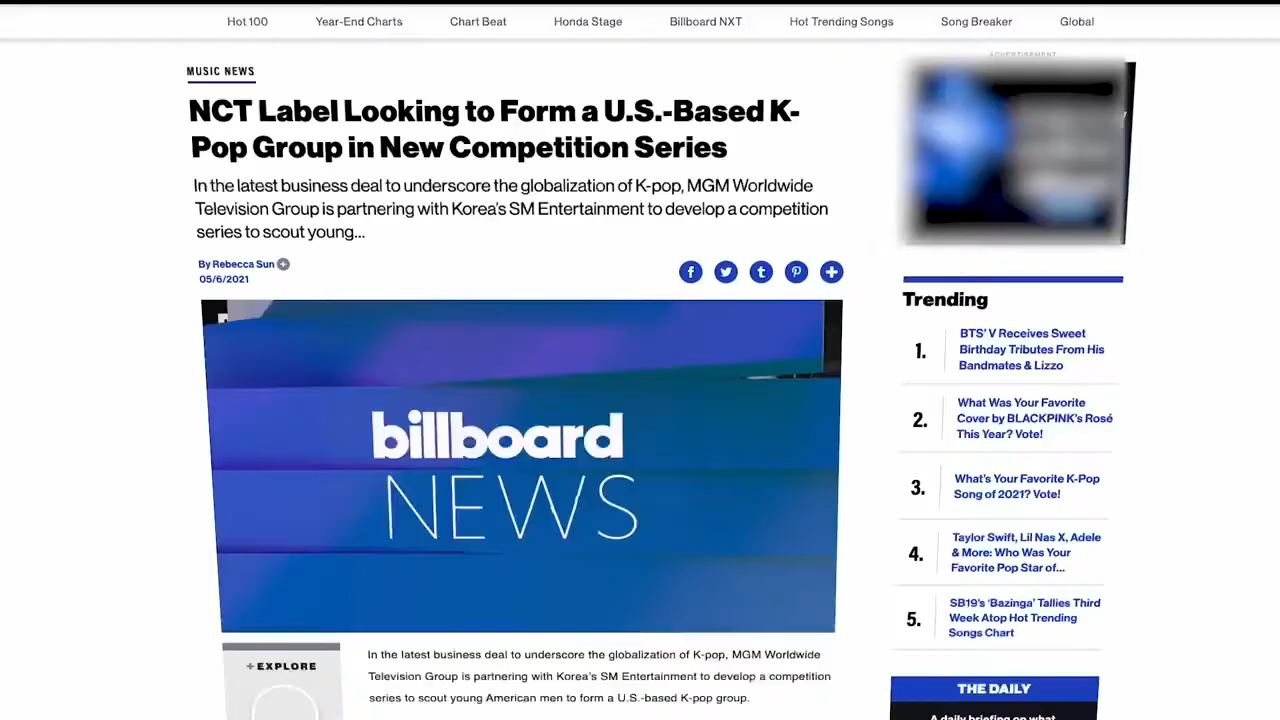 Hot 100 Year-End Charts Chart Beat Honda Stage Billboard NXT Hot Trending Songs Song Breaker Global
MUSIC NEWS
NCT Label Looking to Form a U.S.-Based K-
Pop Group in New Competition Series
In the latest business deal to underscore the globalization of K-pop, MGM Worldwide
Television Group is partnering with Korea's SM Entertainment to develop a competition
series to scout young...
By Rebecca Sun
05/6/2021
billboard
NEWS
+EXPLORE
In the latest business deal to underscore the globalization of K-pop, MGM Worldwide
Television Group is partnering with Korea's SM Entertainment to develop a competition
series to scout young American men to form a U.S.-based K-pop group.
ADVERTISEMENT
Trending
1.
BTS' V Receives Sweet
Birthday Tributes From His
Bandmates & Lizzo
2.
What Was Your Favorite
Cover by BLACKPINK's Rosé
This Year? Vote!
3.
What's Your Favorite K-Pop
Song of 2021? Vote!
4.
Taylor Swift, Lil Nas X, Adele
& More: Who Was Your
Favorite Pop Star of...
5.
SB19's 'Bazinga' Tallies Third
Week Atop Hot Trending
Songs Chart
THE DAILY
A daily briefing on what